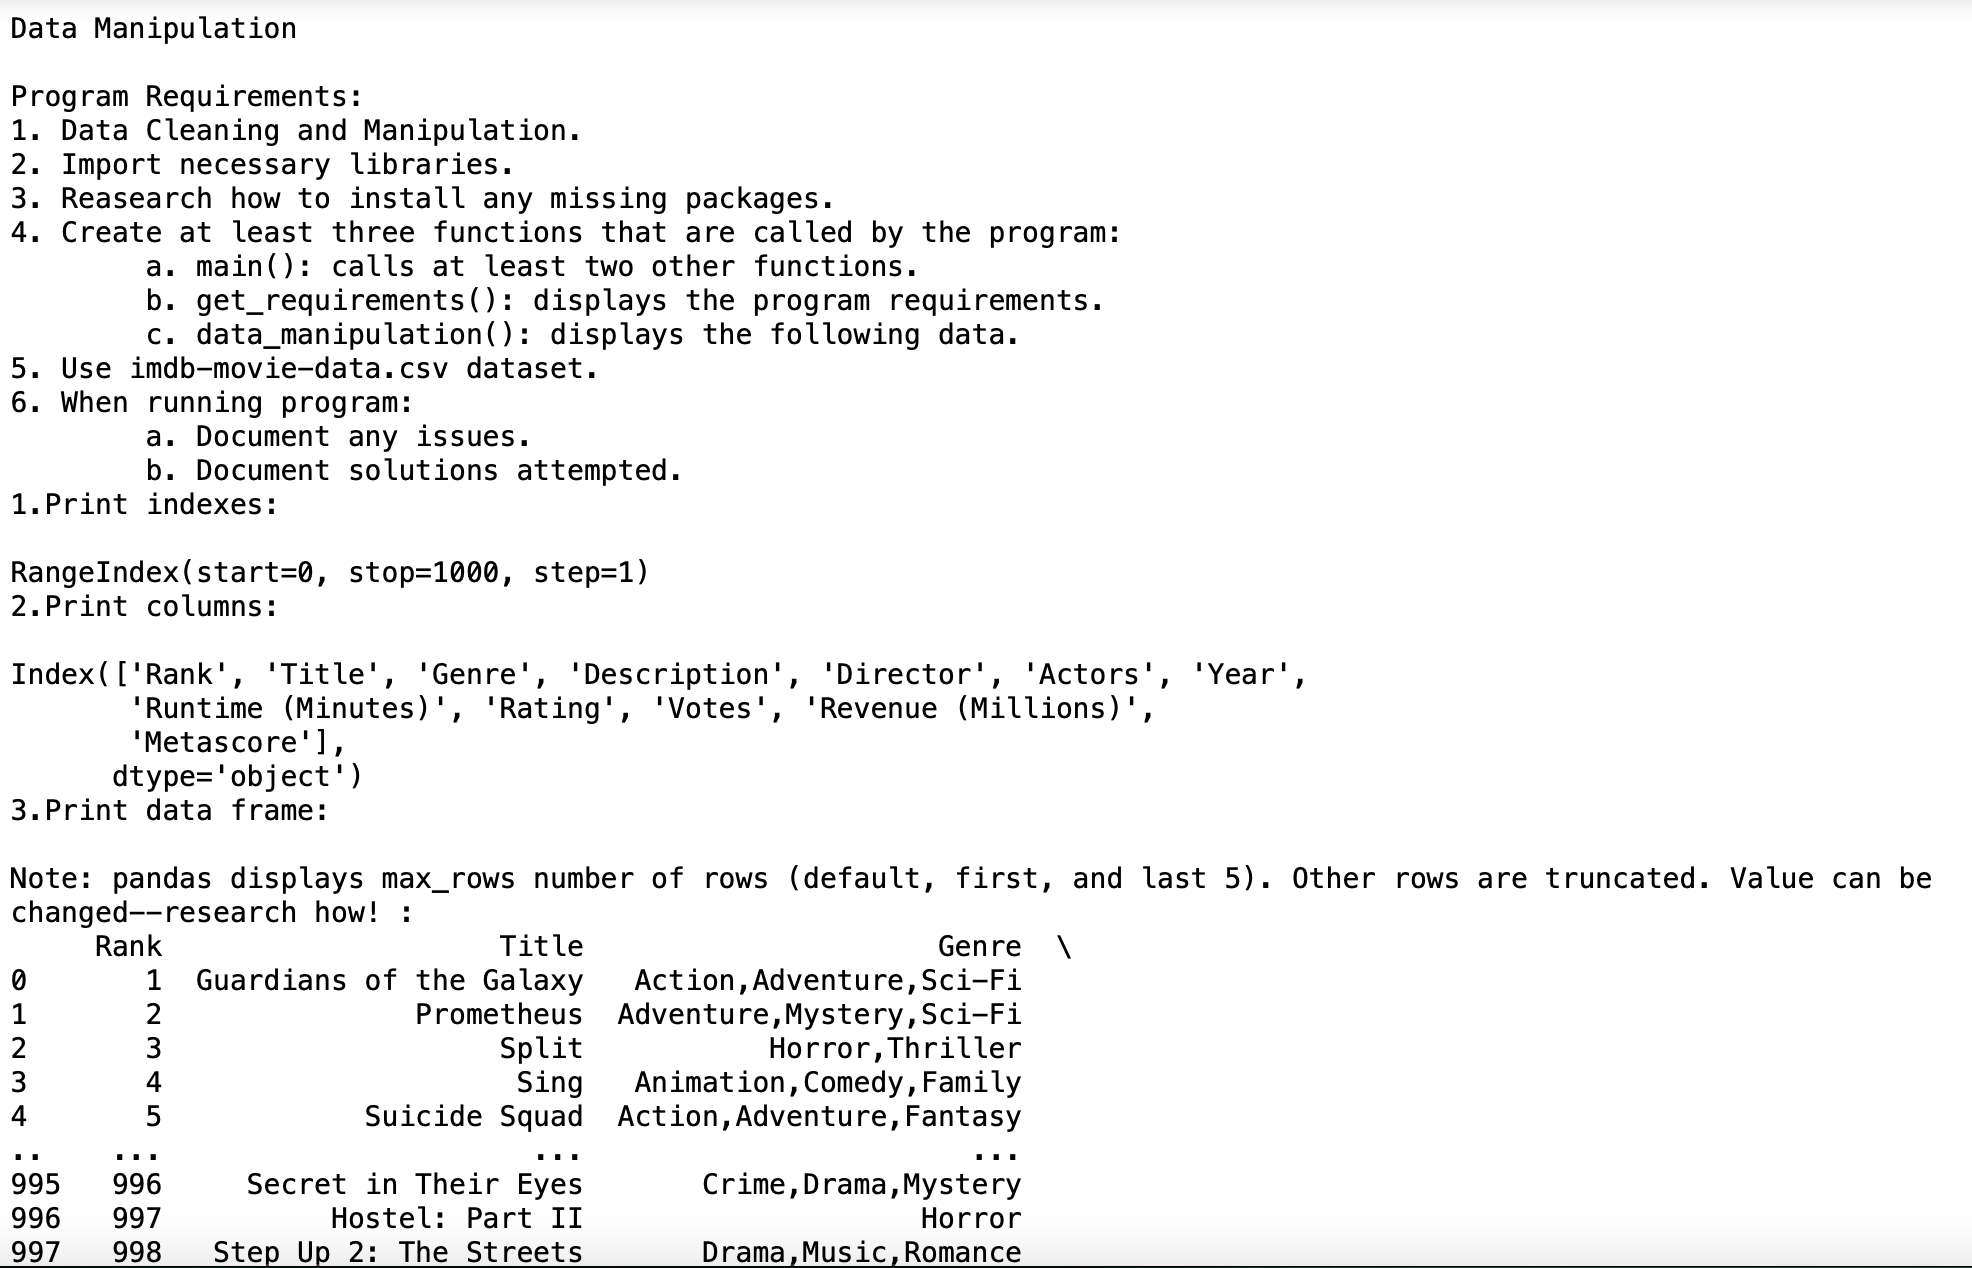 Data Manipulation

Program Requirements:
1. Data Cleaning and Manipulation.
2. Import necessary libraries.
3. Reasearch how to install any missing packages.
4. Create at least three functions that are called by the program:
        a. main(): calls at least two other functions.
        b. get_requirements(): displays the program requirements.
        c. data_manipulation(): displays the following data.
5. Use imdb-movie-data.csv dataset.
6. When running program:
        a. Document any issues.
        b. Document solutions attempted.
1.Print indexes:

RangeIndex(start=0, stop=1000, step=1)
2.Print columns:

Index(['Rank', 'Title', 'Genre', 'Description', 'Director', 'Actors', 'Year',
       'Runtime (Minutes)', 'Rating', 'Votes', 'Revenue (Millions)',
       'Metascore'],
      dtype='object')
3.Print data frame:

Note: pandas displays max_rows number of rows (default, first, and last 5). Other rows are truncated. Value can be
changed--research how! :
     Rank                    Title                     Genre  \
0       1  Guardians of the Galaxy   Action,Adventure,Sci-Fi
1       2               Prometheus  Adventure,Mystery,Sci-Fi
2       3                    Split           Horror,Thriller
3       4                     Sing   Animation,Comedy,Family
4       5            Suicide Squad  Action,Adventure,Fantasy
..    ...                      ...                       ...
995   996     Secret in Their Eyes       Crime,Drama,Mystery
996   997          Hostel: Part II                    Horror
997   998   Step Up 2: The Streets       Drama,Music,Romance